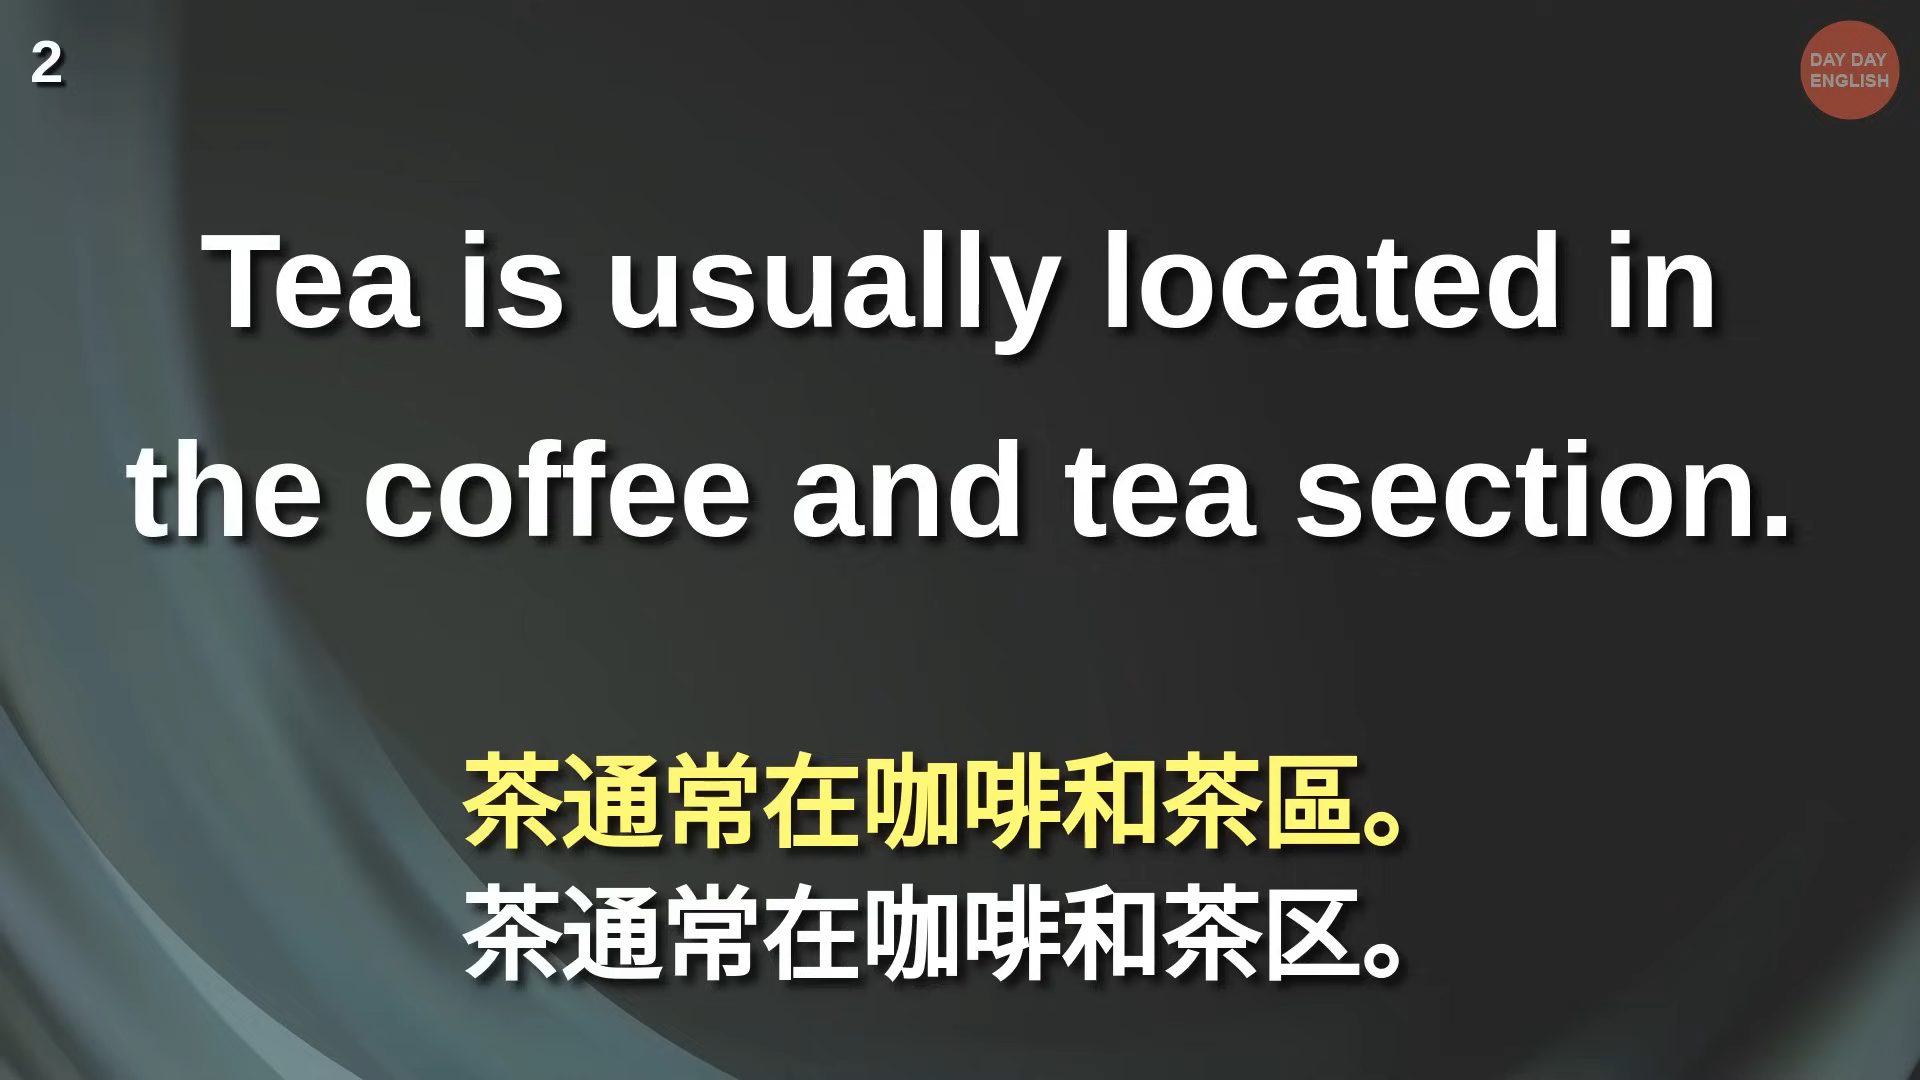 2
DAY DAY
ENGLISH
Tea is usually located in
the coffee and tea section.
茶通常在咖啡和茶區。
茶通常在咖啡和茶区。